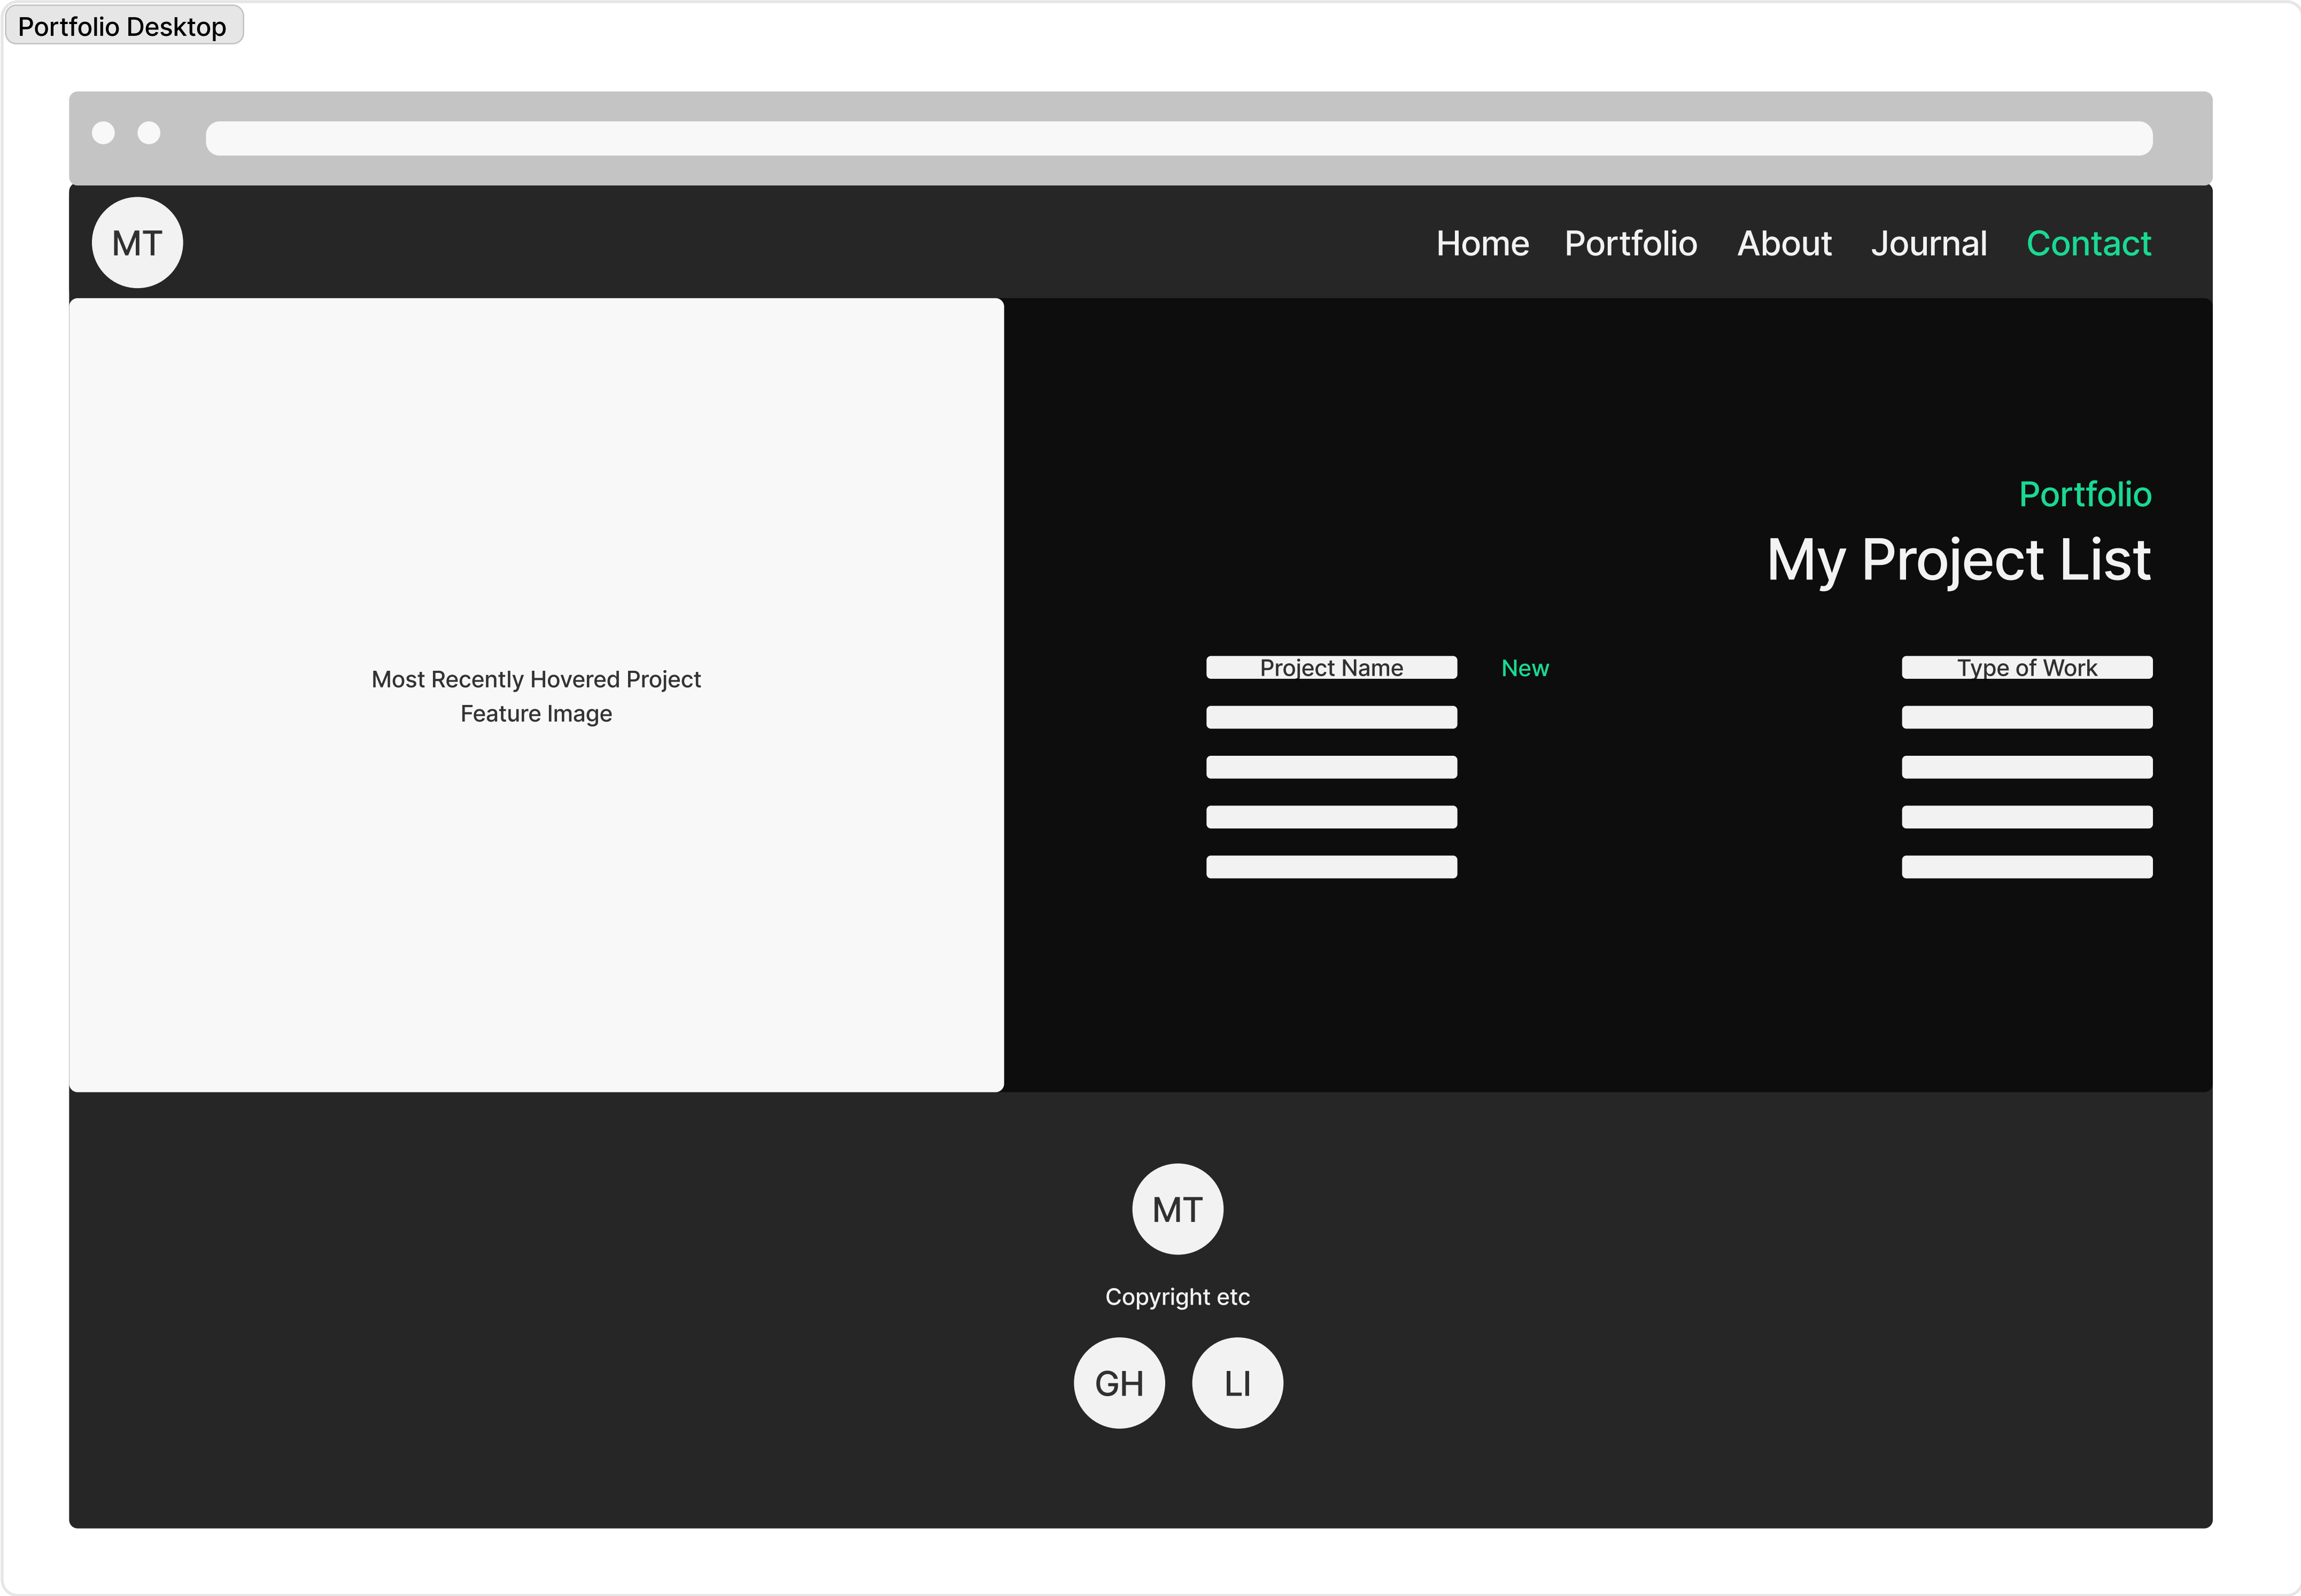 Portfolio Desktop
MT
Home Portfolio About Journal Contact
Portfolio
My Project List
Most Recently Hovered Project
Feature Image
Project Name New Type of Work
MT
Copyright etc
GH LI